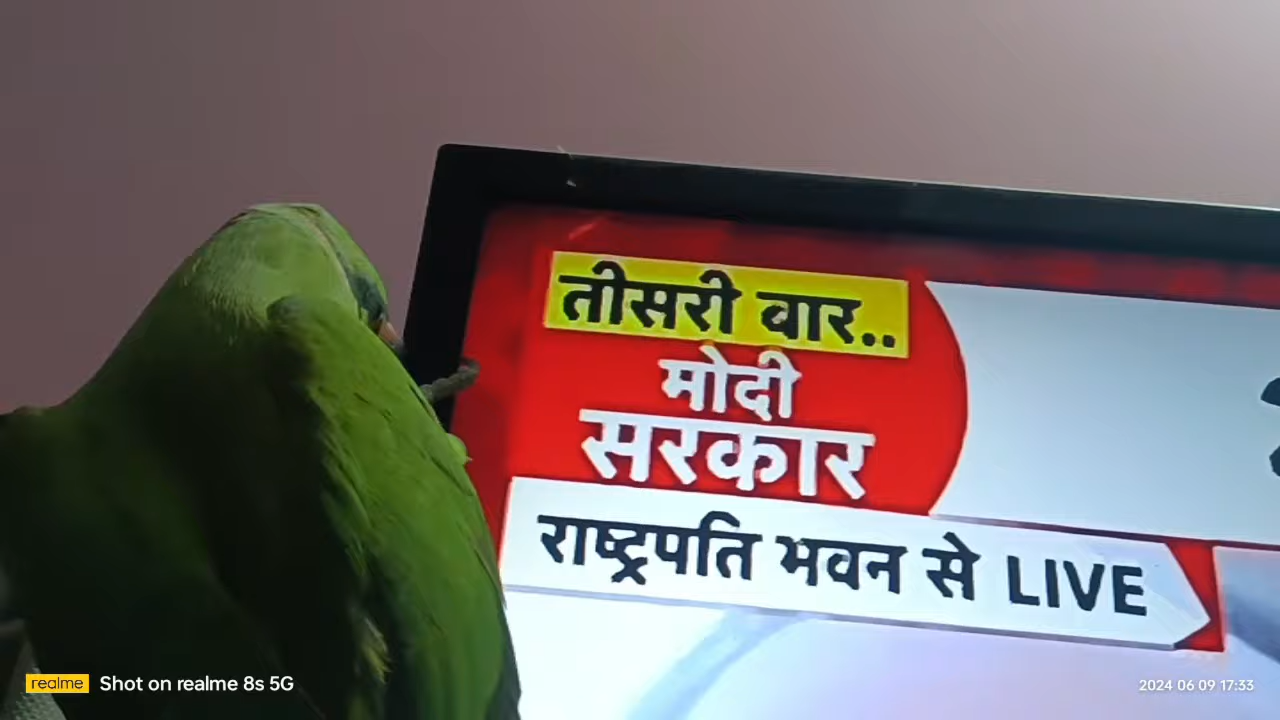 तीसरी बार..
मोदी
सरकार
राष्ट्रपति भवन से LIVE
realme Shot on realme 8s 5G
2024 06 09 17:33